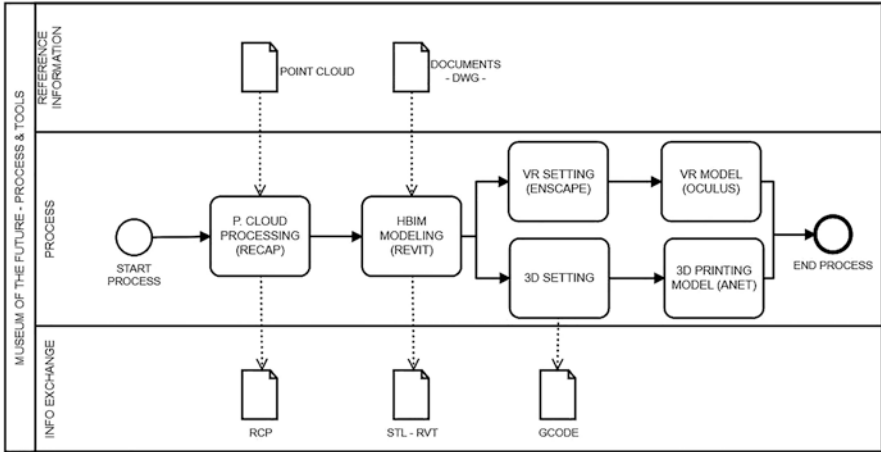 MUSEUM OF THE FUTURE - PROCESS & TOOLS
REFERENCE
INFORMATION
POINT CLOUD
DOCUMENTS
- DWG -
PROCESS
START
PROCESS
P. CLOUD
PROCESSING
(RECAP)
HBIM
MODELING
(REVIT)
VR SETTING
(ENSCAPE)
VR MODEL
(OCULUS)
3D SETTING
3D PRINTING
MODEL (ANET)
END PROCESS
INFO EXCHANGE
RCP
STL - RVT
GCODE